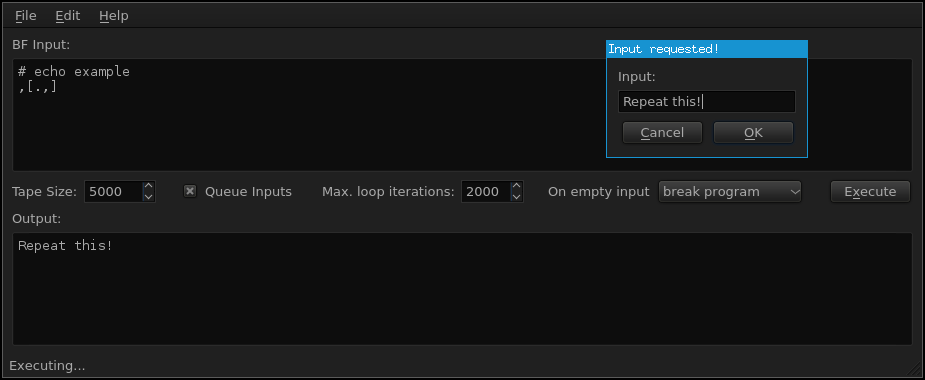 File Edit Help
BF Input:
# echo example
,[.,]
Input requested!
Input:
Repeat this!
Cancel OK
Tape Size: 5000 Queue Inputs Max. loop iterations: 2000 On empty input break program Execute
Output:
Repeat this!
Executing...